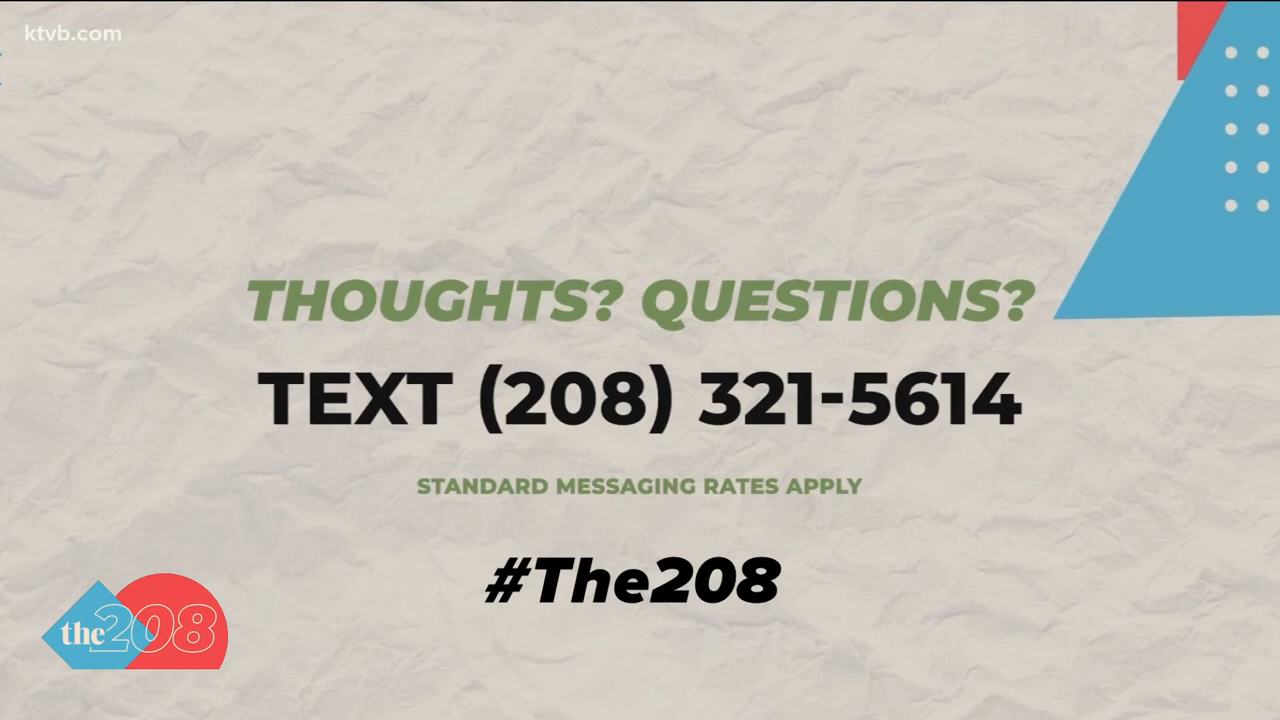 ktvb.com
THOUGHTS? QUESTIONS?
TEXT (208) 321-5614
STANDARD MESSAGING RATES APPLY
#The208
the208